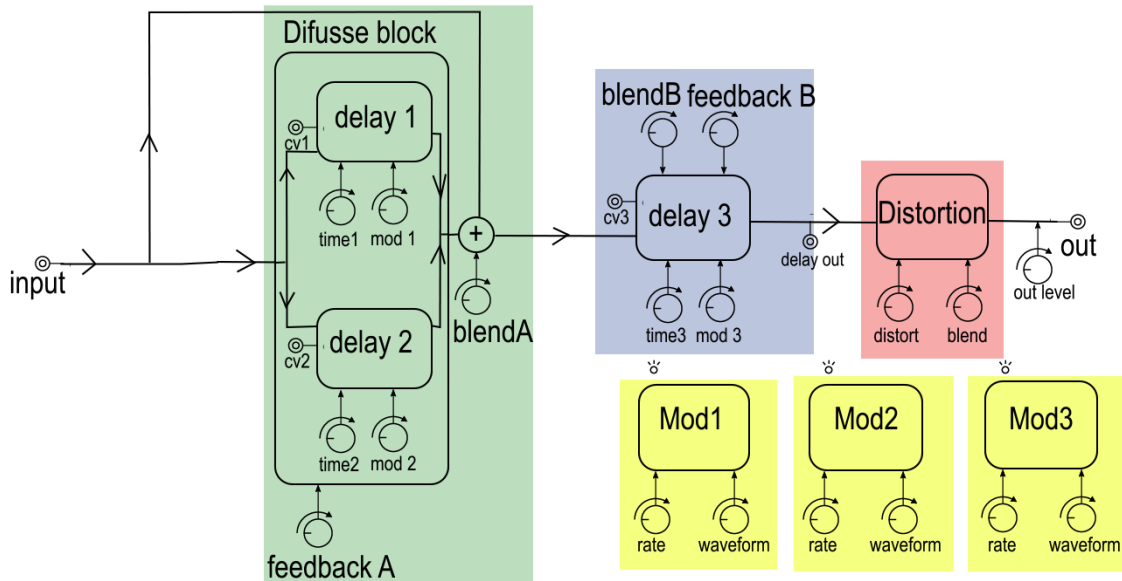 Difusse block
delay 1
cv1
time1
mod 1
input
+
delay 2
cv2
blendA
time2
mod 2
feedback A
blendB
feedback B
delay 3
cv3
time3
mod 3
delay out
Distortion
distort
blend
out
out level
Mod1
rate
waveform
Mod2
rate
waveform
Mod3
rate
waveform